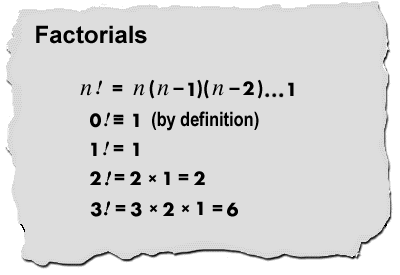 Factorials
n! = n(n−1)(n−2)...1
0!≡ 1 (by definition)
1!= 1
2!=2 × 1 =2
3!=3 × 2 × 1 =6